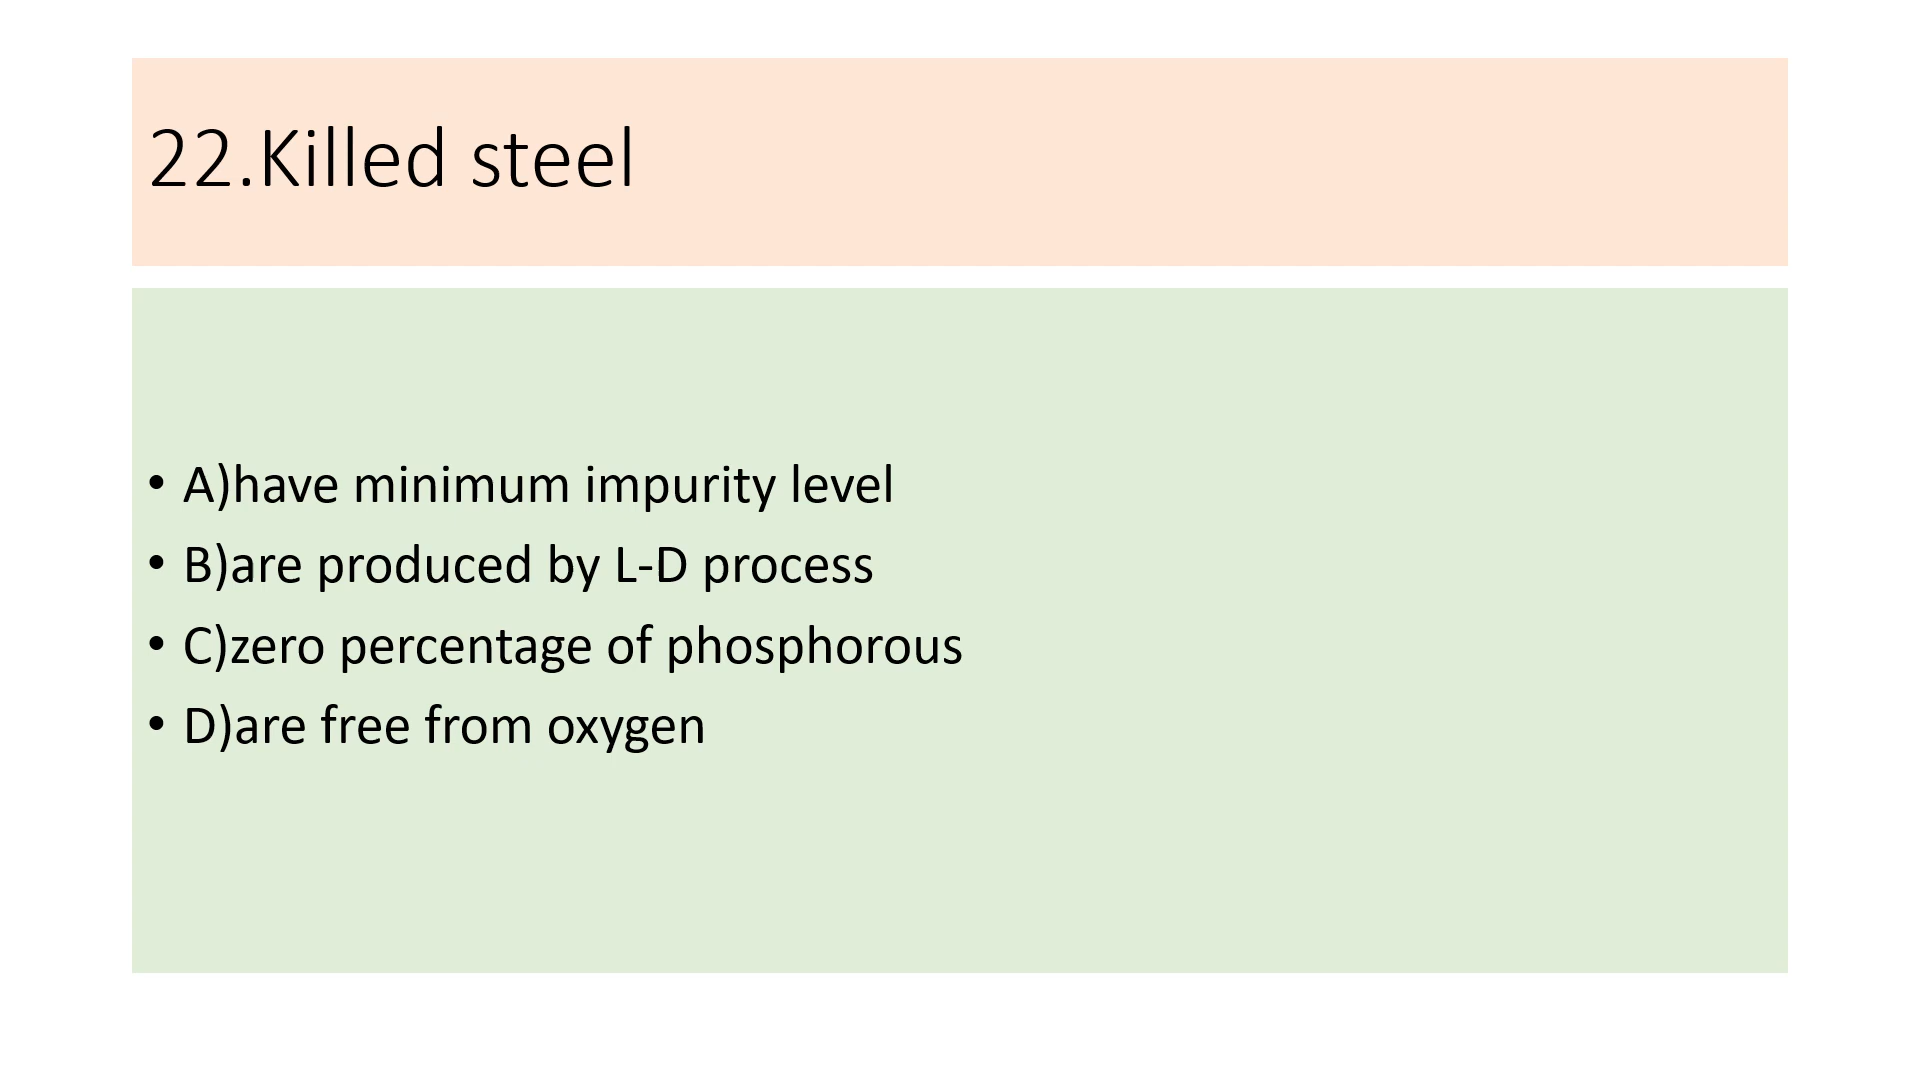 22.Killed steel
• A)have minimum impurity level
• B)are produced by L-D process
• C)zero percentage of phosphorous
• D)are free from oxygen